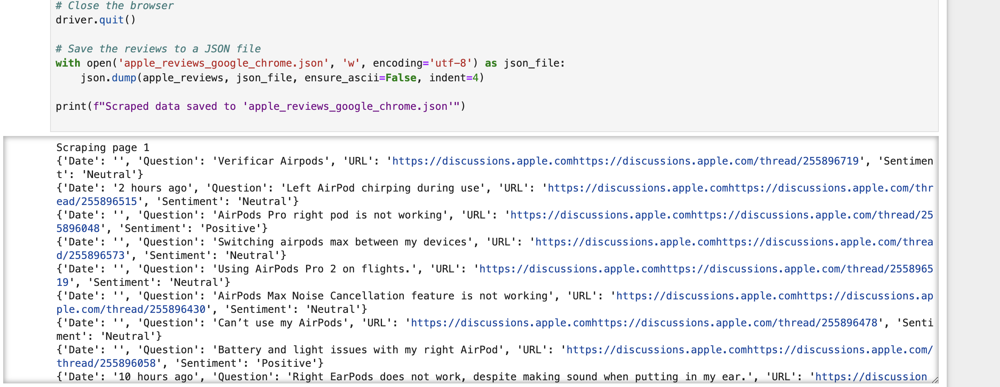 # Close the browser
driver.quit()
# Save the reviews to a JSON file
with open('apple_reviews_google_chrome.json', 'w', encoding='utf-8') as json_file:
    json.dump(apple_reviews, json_file, ensure_ascii=False, indent=4)
print(f"Scraped data saved to 'apple_reviews_google_chrome.json'")
Scraping page 1
{'Date': '', 'Question': 'Verificar Airpods', 'URL': 'https://discussions.apple.comhttps://discussions.apple.com/thread/255896719', 'Sentimen
t': 'Neutral'}
{'Date': '2 hours ago', 'Question': 'Left AirPod chirping during use', 'URL': 'https://discussions.apple.comhttps://discussions.apple.com/thr
ead/255896515', 'Sentiment': 'Neutral'}
{'Date': '', 'Question': 'AirPods Pro right pod is not working', 'URL': 'https://discussions.apple.comhttps://discussions.apple.com/thread/25
5896048', 'Sentiment': 'Positive'}
{'Date': '', 'Question': 'Switching airpods max between my devices', 'URL': 'https://discussions.apple.comhttps://discussions.apple.com/threa
d/255896573', 'Sentiment': 'Neutral'}
{'Date': '', 'Question': 'Using AirPods Pro 2 on flights.', 'URL': 'https://discussions.apple.comhttps://discussions.apple.com/thread/2558965
19', 'Sentiment': 'Neutral'}
{'Date': '', 'Question': 'AirPods Max Noise Cancellation feature is not working', 'URL': 'https://discussions.apple.comhttps://discussions.ap
ple.com/thread/255896430', 'Sentiment': 'Neutral'}
{'Date': '', 'Question': 'Can’t use my AirPods', 'URL': 'https://discussions.apple.comhttps://discussions.apple.com/thread/255896478', 'Senti
ment': 'Neutral'}
{'Date': '', 'Question': 'Battery and light issues with my right AirPod', 'URL': 'https://discussions.apple.comhttps://discussions.apple.com/
thread/255896058', 'Sentiment': 'Positive'}
{'Date': '10 hours ago', 'Question': 'Right EarPods does not work, despite making sound when putting in my ear.', 'URL': 'https://discussion